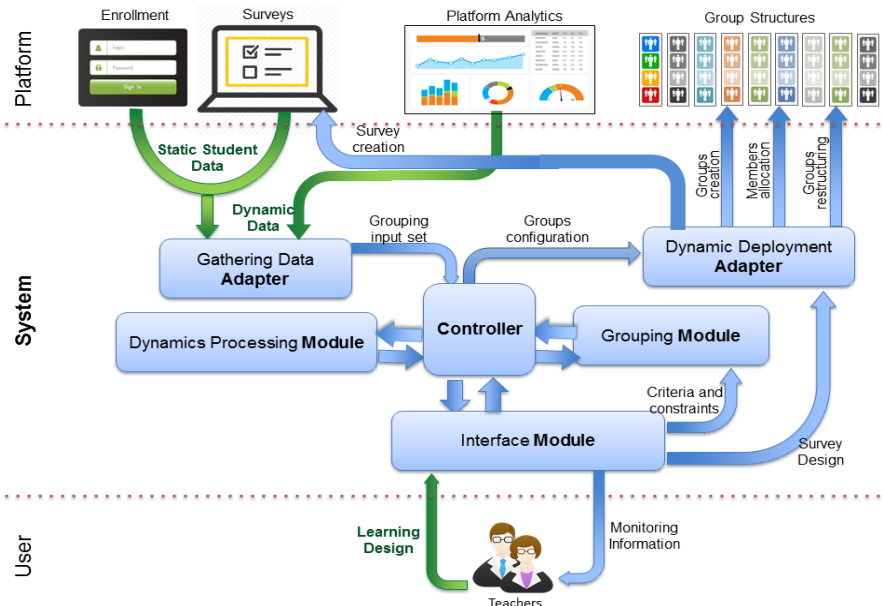 Enrollment
Surveys
Platform Analytics
Group Structures
Platform
Login
Password
Sign in
Static Student
Data
Survey
creation
Groups
creation
Members
allocation
Groups
restructuring
Dynamic
Data
Grouping
input set
Groups
configuration
Gathering Data
Adapter
Dynamic Deployment
Adapter
System
Dynamics Processing Module
Controller
Grouping Module
Criteria and
constraints
Interface Module
Survey
Design
User
Learning
Design
Monitoring
Information
Teachers